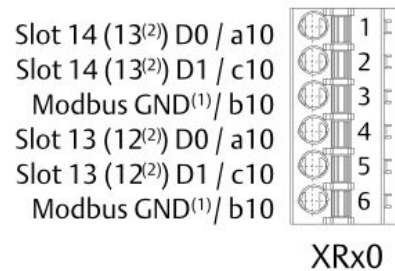 Slot 14 (13⁽²⁾) D0 / a10 1
Slot 14 (13⁽²⁾) D1 / c10 2
Modbus GND⁽¹⁾/ b10 3
Slot 13 (12⁽²⁾) D0 / a10 4
Slot 13 (12⁽²⁾) D1 / c10 5
Modbus GND⁽¹⁾/ b10 6
XRx0